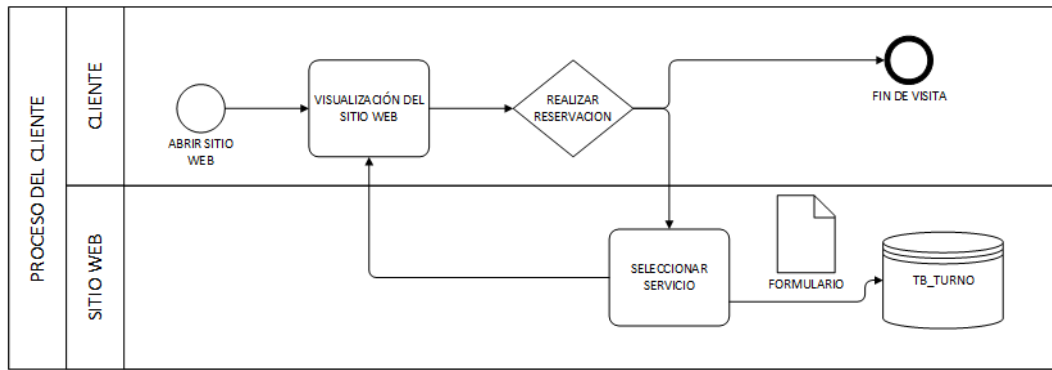 PROCESO DEL CLIENTE
CLIENTE
ABRIR SITIO
WEB
VISUALIZACIÓN DEL
SITIO WEB
REALIZAR
RESERVACION
FIN DE VISITA
SITIO WEB
SELECCIONAR
SERVICIO
FORMULARIO
TB_TURNO